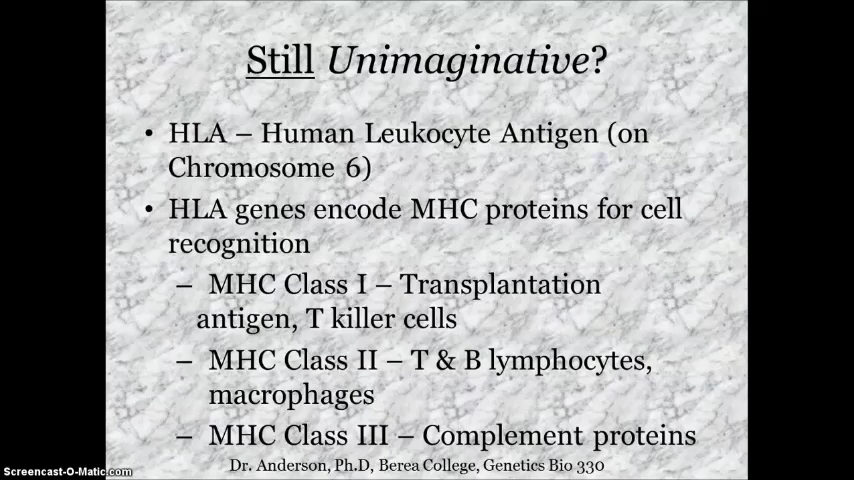 Still Unimaginative?
• HLA – Human Leukocyte Antigen (on
Chromosome 6)
• HLA genes encode MHC proteins for cell
recognition
– MHC Class I – Transplantation
antigen, T killer cells
– MHC Class II – T & B lymphocytes,
macrophages
– MHC Class III – Complement proteins
Dr. Anderson, Ph.D, Berea College, Genetics Bio 330
Screencast-O-Matic.com